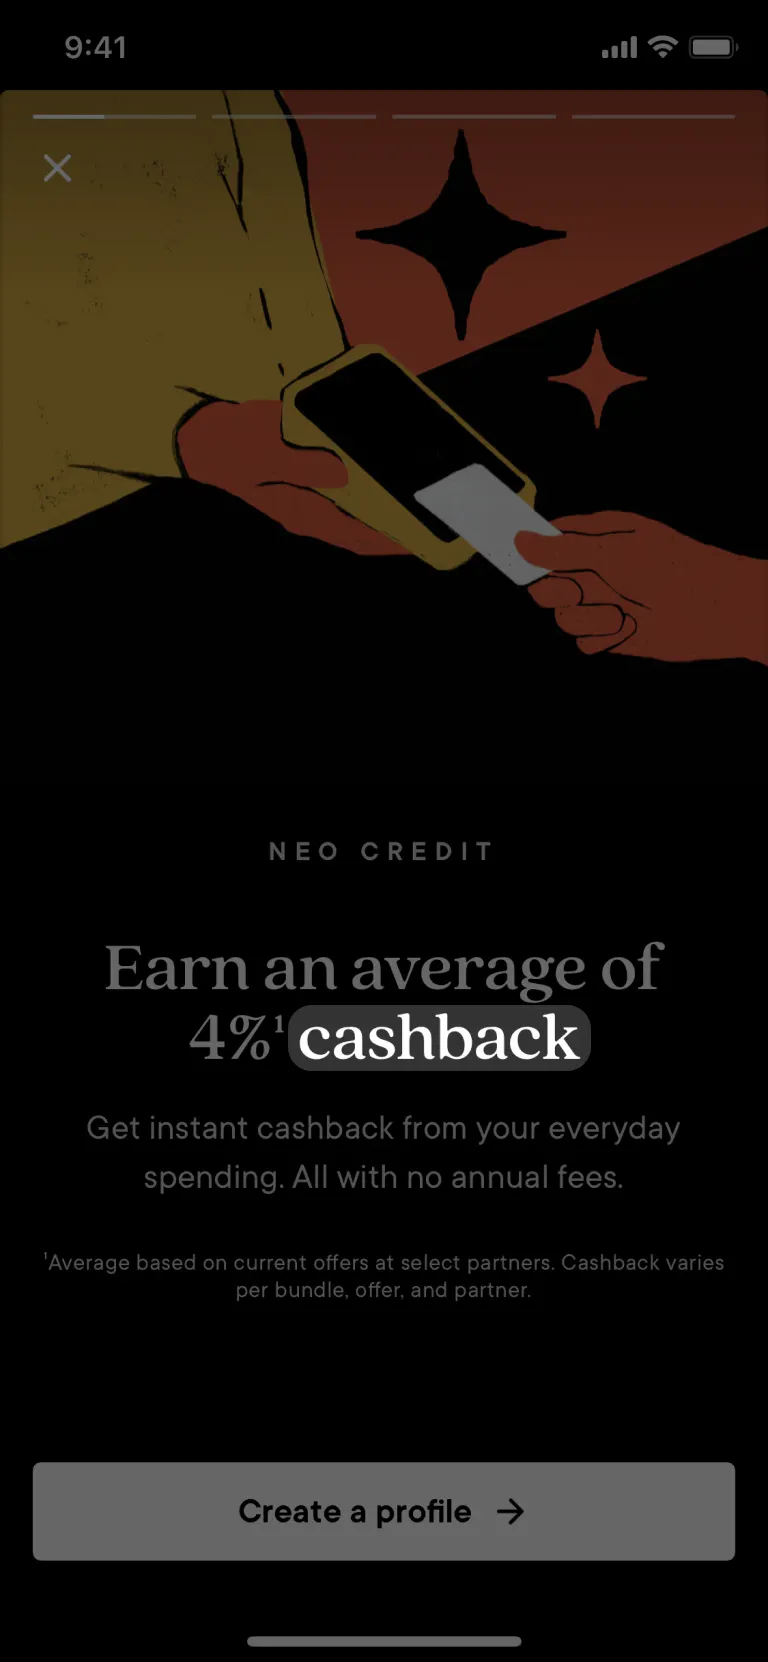 9:41
NEO CREDIT
Earn an average of
4%¹ cashback
Get instant cashback from your everyday
spending. All with no annual fees.
¹Average based on current offers at select partners. Cashback varies
per bundle, offer, and partner.
Create a profile →